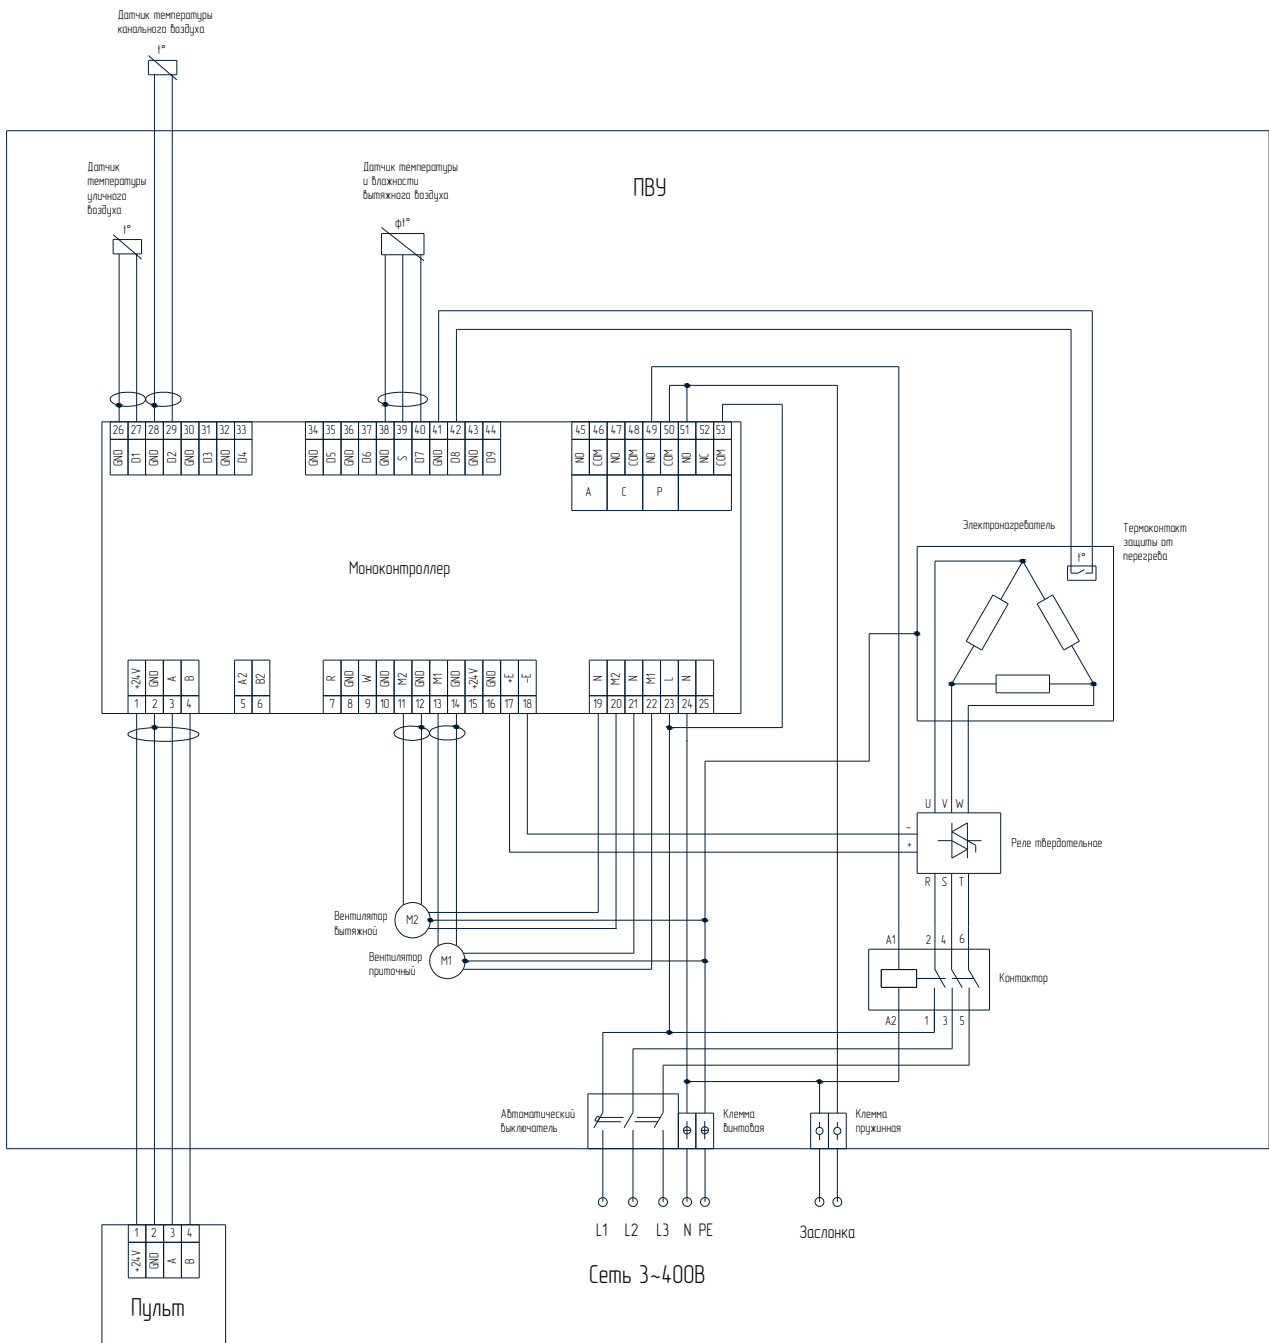 Датчик температуры
канального воздуха
t°
ПВУ
Датчик
температуры
уличного
воздуха
t°
Датчик температуры
и влажности
вытяжного воздуха
φt°
26 27 28 29 30 31 32 33
GND D1 GND D2 GND D3 GND D4
34 35 36 37 38 39 40 41 42 43 44
GND D5 GND D6 GND S D7 GND D8 GND D9
45 46 47 48 49 50 51 52 53
NO COM NO COM NO COM NO NC COM
A C P
Моноконтроллер
Электронагреватель
Термоконтакт
защиты от
перегрева
t°
+24V GND A B
1 2 3 4
A2 B2
5 6
R GND W GND M2 GND M1 GND +24V GND +E -E
7 8 9 10 11 12 13 14 15 16 17 18
N M2 N M1 L N
19 20 21 22 23 24 25
U V W
-
+
Реле твердотельное
R S T
Вентилятор
вытяжной
M2
Вентилятор
приточный
M1
A1 2 4 6
Контактор
A2 1 3 5
Автоматический
выключатель
Клемма
винтовая
Клемма
пружинная
L1 L2 L3 N PE
Заслонка
Сеть 3~400В
1 2 3 4
+24V GND A B
Пульт